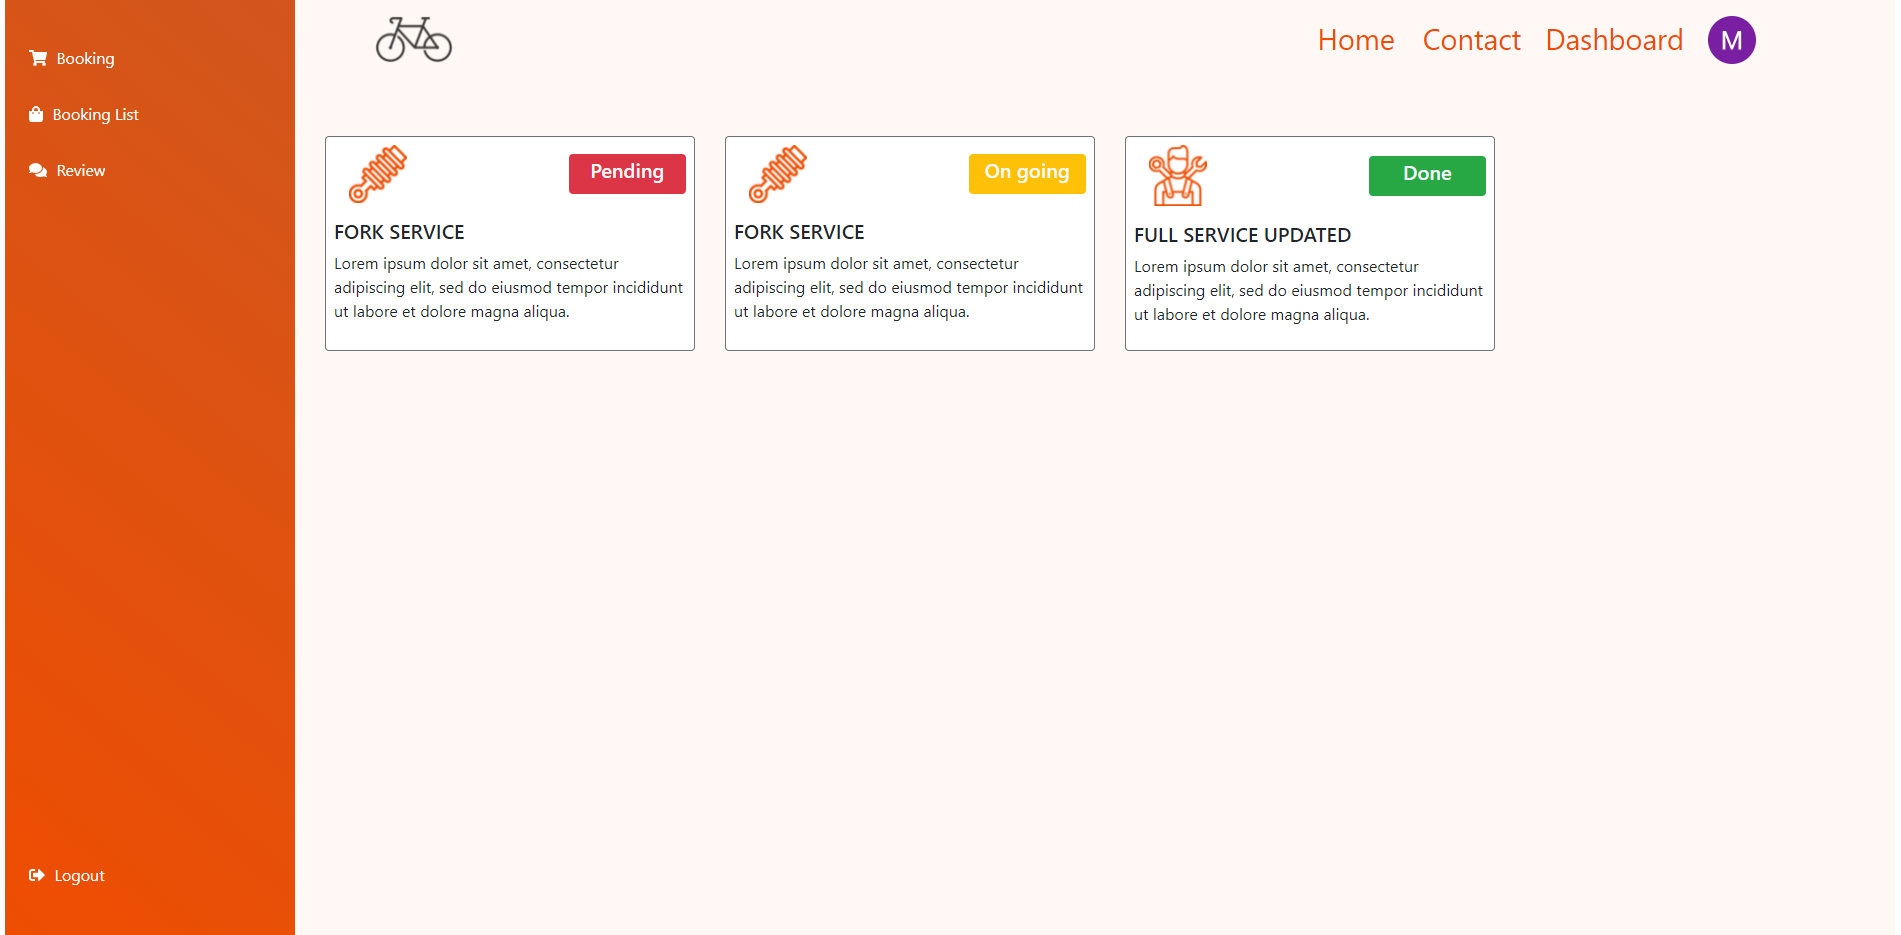 Booking
Booking List
Review
Logout
Home Contact Dashboard M
Pending
FORK SERVICE
Lorem ipsum dolor sit amet, consectetur
adipiscing elit, sed do eiusmod tempor incididunt
ut labore et dolore magna aliqua.
On going
FORK SERVICE
Lorem ipsum dolor sit amet, consectetur
adipiscing elit, sed do eiusmod tempor incididunt
ut labore et dolore magna aliqua.
Done
FULL SERVICE UPDATED
Lorem ipsum dolor sit amet, consectetur
adipiscing elit, sed do eiusmod tempor incididunt
ut labore et dolore magna aliqua.